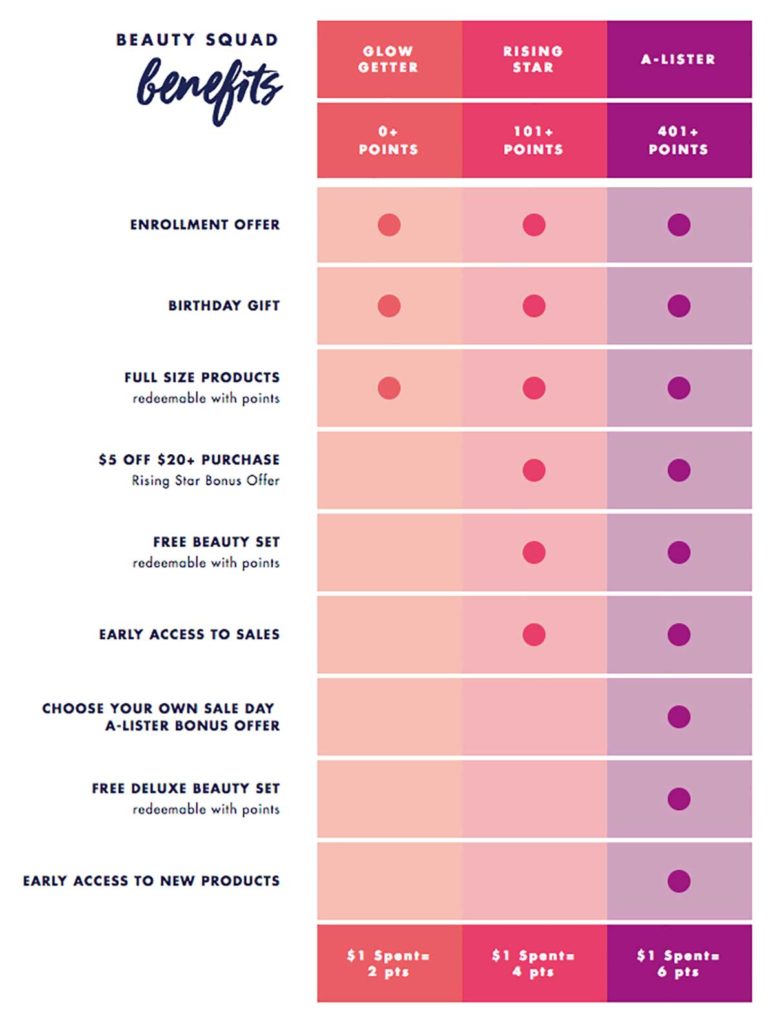 BEAUTY SQUAD
benefits
GLOW
GETTER
RISING
STAR
A-LISTER
0+
POINTS
101+
POINTS
401+
POINTS
ENROLLMENT OFFER
BIRTHDAY GIFT
FULL SIZE PRODUCTS
redeemable with points
$5 OFF $20+ PURCHASE
Rising Star Bonus Offer
FREE BEAUTY SET
redeemable with points
EARLY ACCESS TO SALES
CHOOSE YOUR OWN SALE DAY
A-LISTER BONUS OFFER
FREE DELUXE BEAUTY SET
redeemable with points
EARLY ACCESS TO NEW PRODUCTS
$1 Spent=
2 pts
$1 Spent=
4 pts
$1 Spent=
6 pts